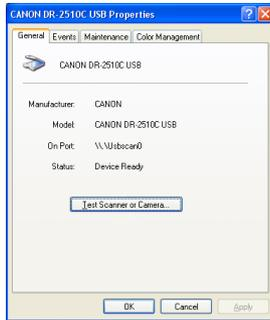 CANON DR-2510C USB Properties
General Events Maintenance Color Management
CANON DR-2510C USB
Manufacturer: CANON
Model: CANON DR-2510C USB
On Port: \\.\Usbscan0
Status: Device Ready
Test Scanner or Camera...
OK Cancel Apply